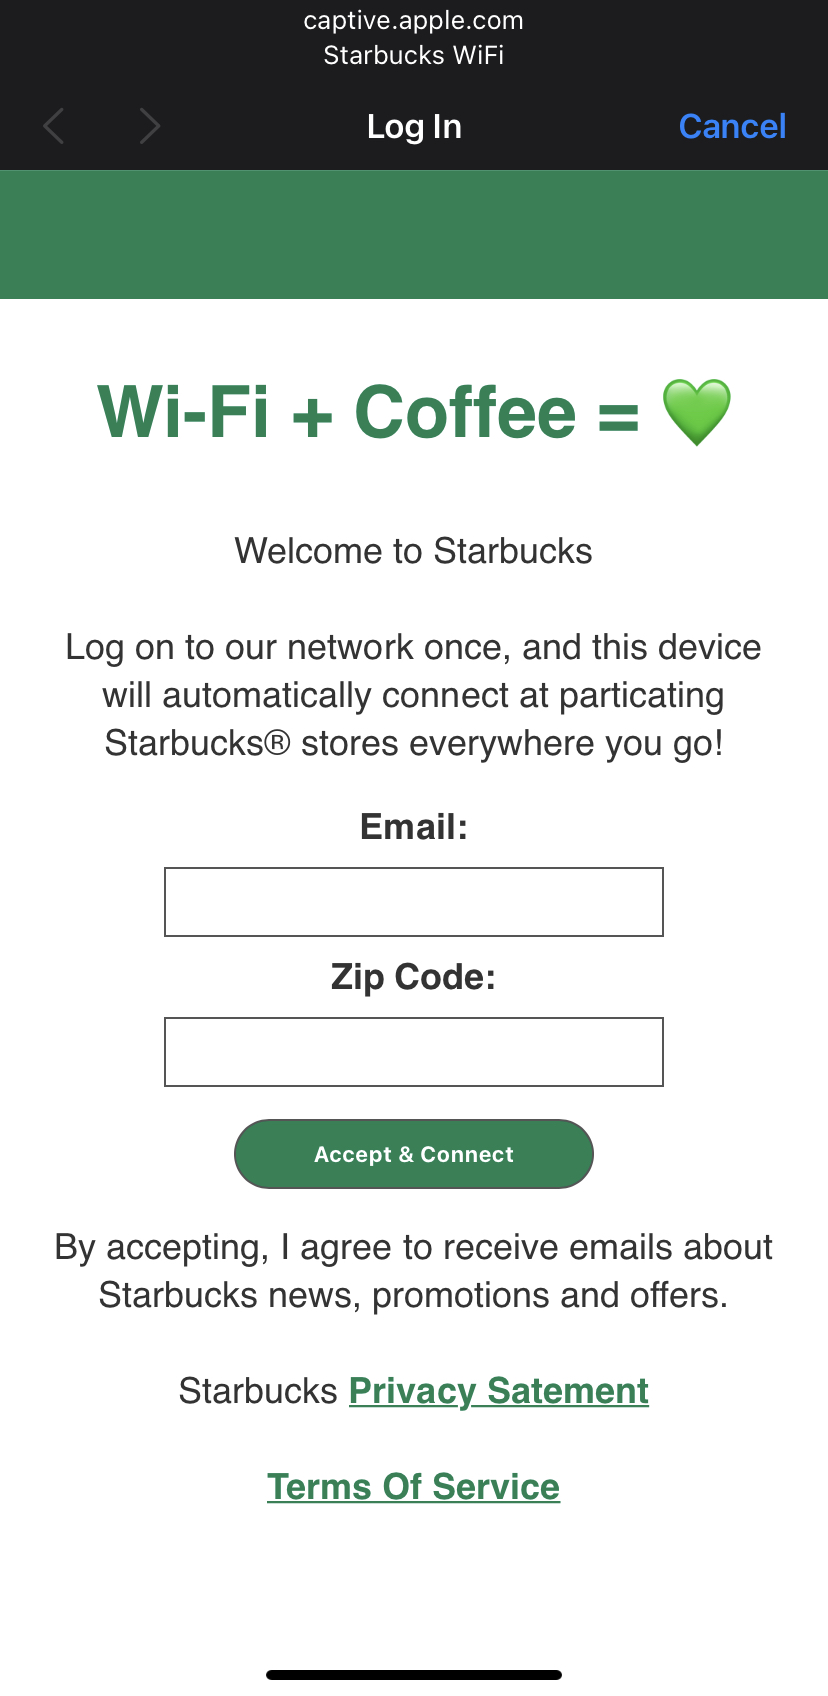 captive.apple.com
Starbucks WiFi
Log In
Cancel
Wi-Fi + Coffee = 💚
Welcome to Starbucks
Log on to our network once, and this device
will automatically connect at particating
Starbucks® stores everywhere you go!
Email:
Zip Code:
Accept & Connect
By accepting, I agree to receive emails about
Starbucks news, promotions and offers.
Starbucks Privacy Satement
Terms Of Service